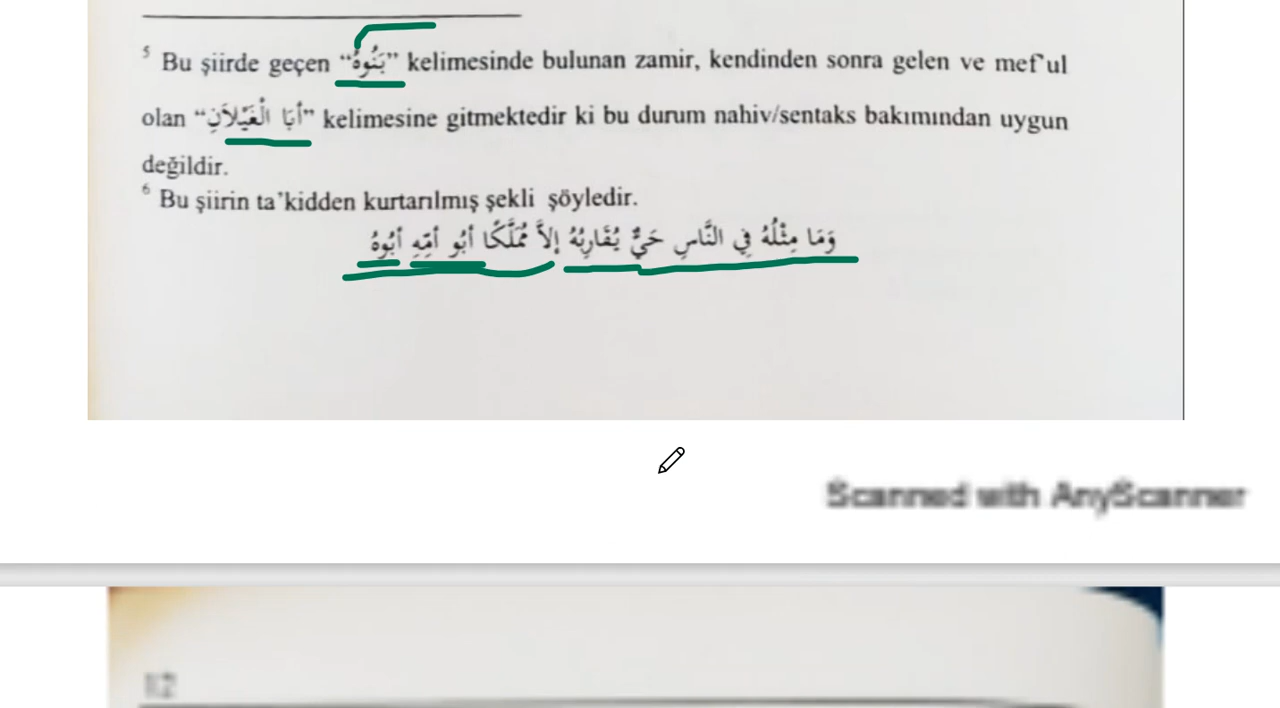 ⁵ Bu şiirde geçen “بَنُوهُ” kelimesinde bulunan zamir, kendinden sonra gelen ve mef'ul
olan “أَبَا الْغَيْلاَنِ” kelimesine gitmektedir ki bu durum nahiv/sentaks bakımından uygun
değildir.
⁶ Bu şiirin ta’kidden kurtarılmış şekli şöyledir.
وَمَا مِثْلُهُ فِي النَّاسِ حَيٌّ يُقَارِبُهُ إِلاَّ مُمَلَّكًا أَبُو أُمِّهِ أَبُوهُ
Scanned with AnyScanner
12